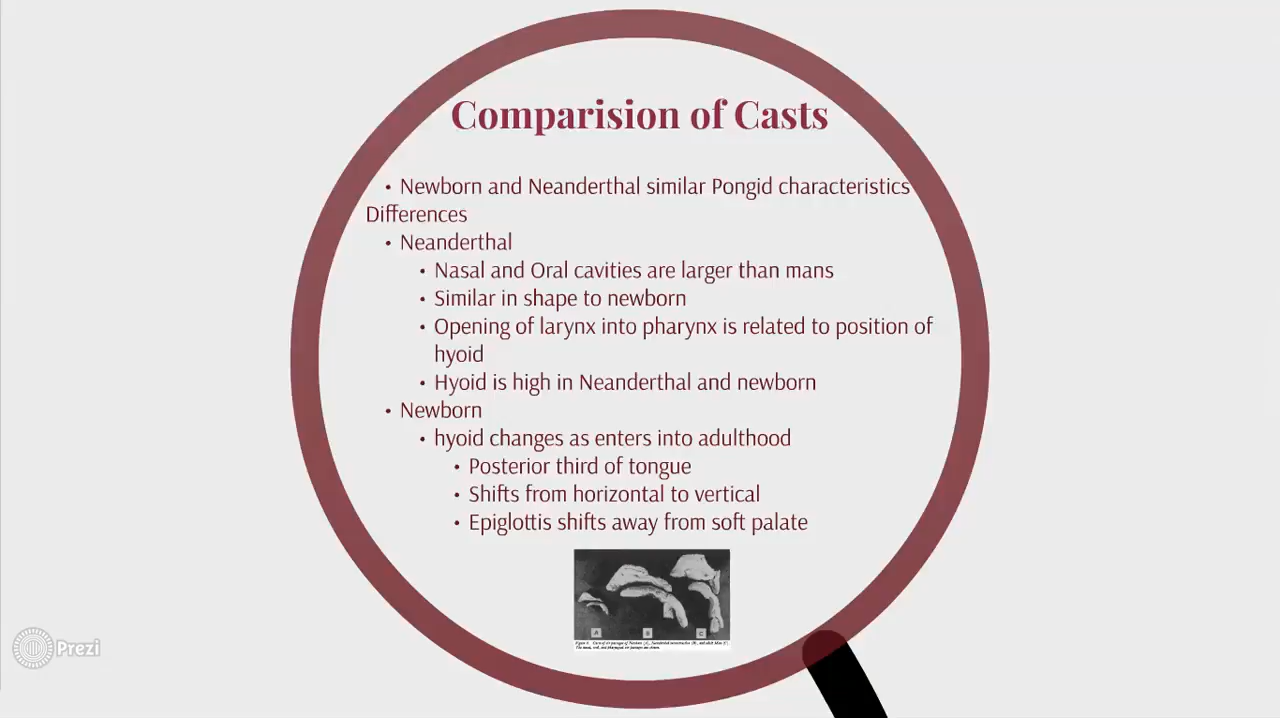 Comparision of Casts
• Newborn and Neanderthal similar Pongid characteristics
Differences
• Neanderthal
• Nasal and Oral cavities are larger than mans
• Similar in shape to newborn
• Opening of larynx into pharynx is related to position of
hyoid
• Hyoid is high in Neanderthal and newborn
• Newborn
• hyoid changes as enters into adulthood
• Posterior third of tongue
• Shifts from horizontal to vertical
• Epiglottis shifts away from soft palate
A B C
Prezi